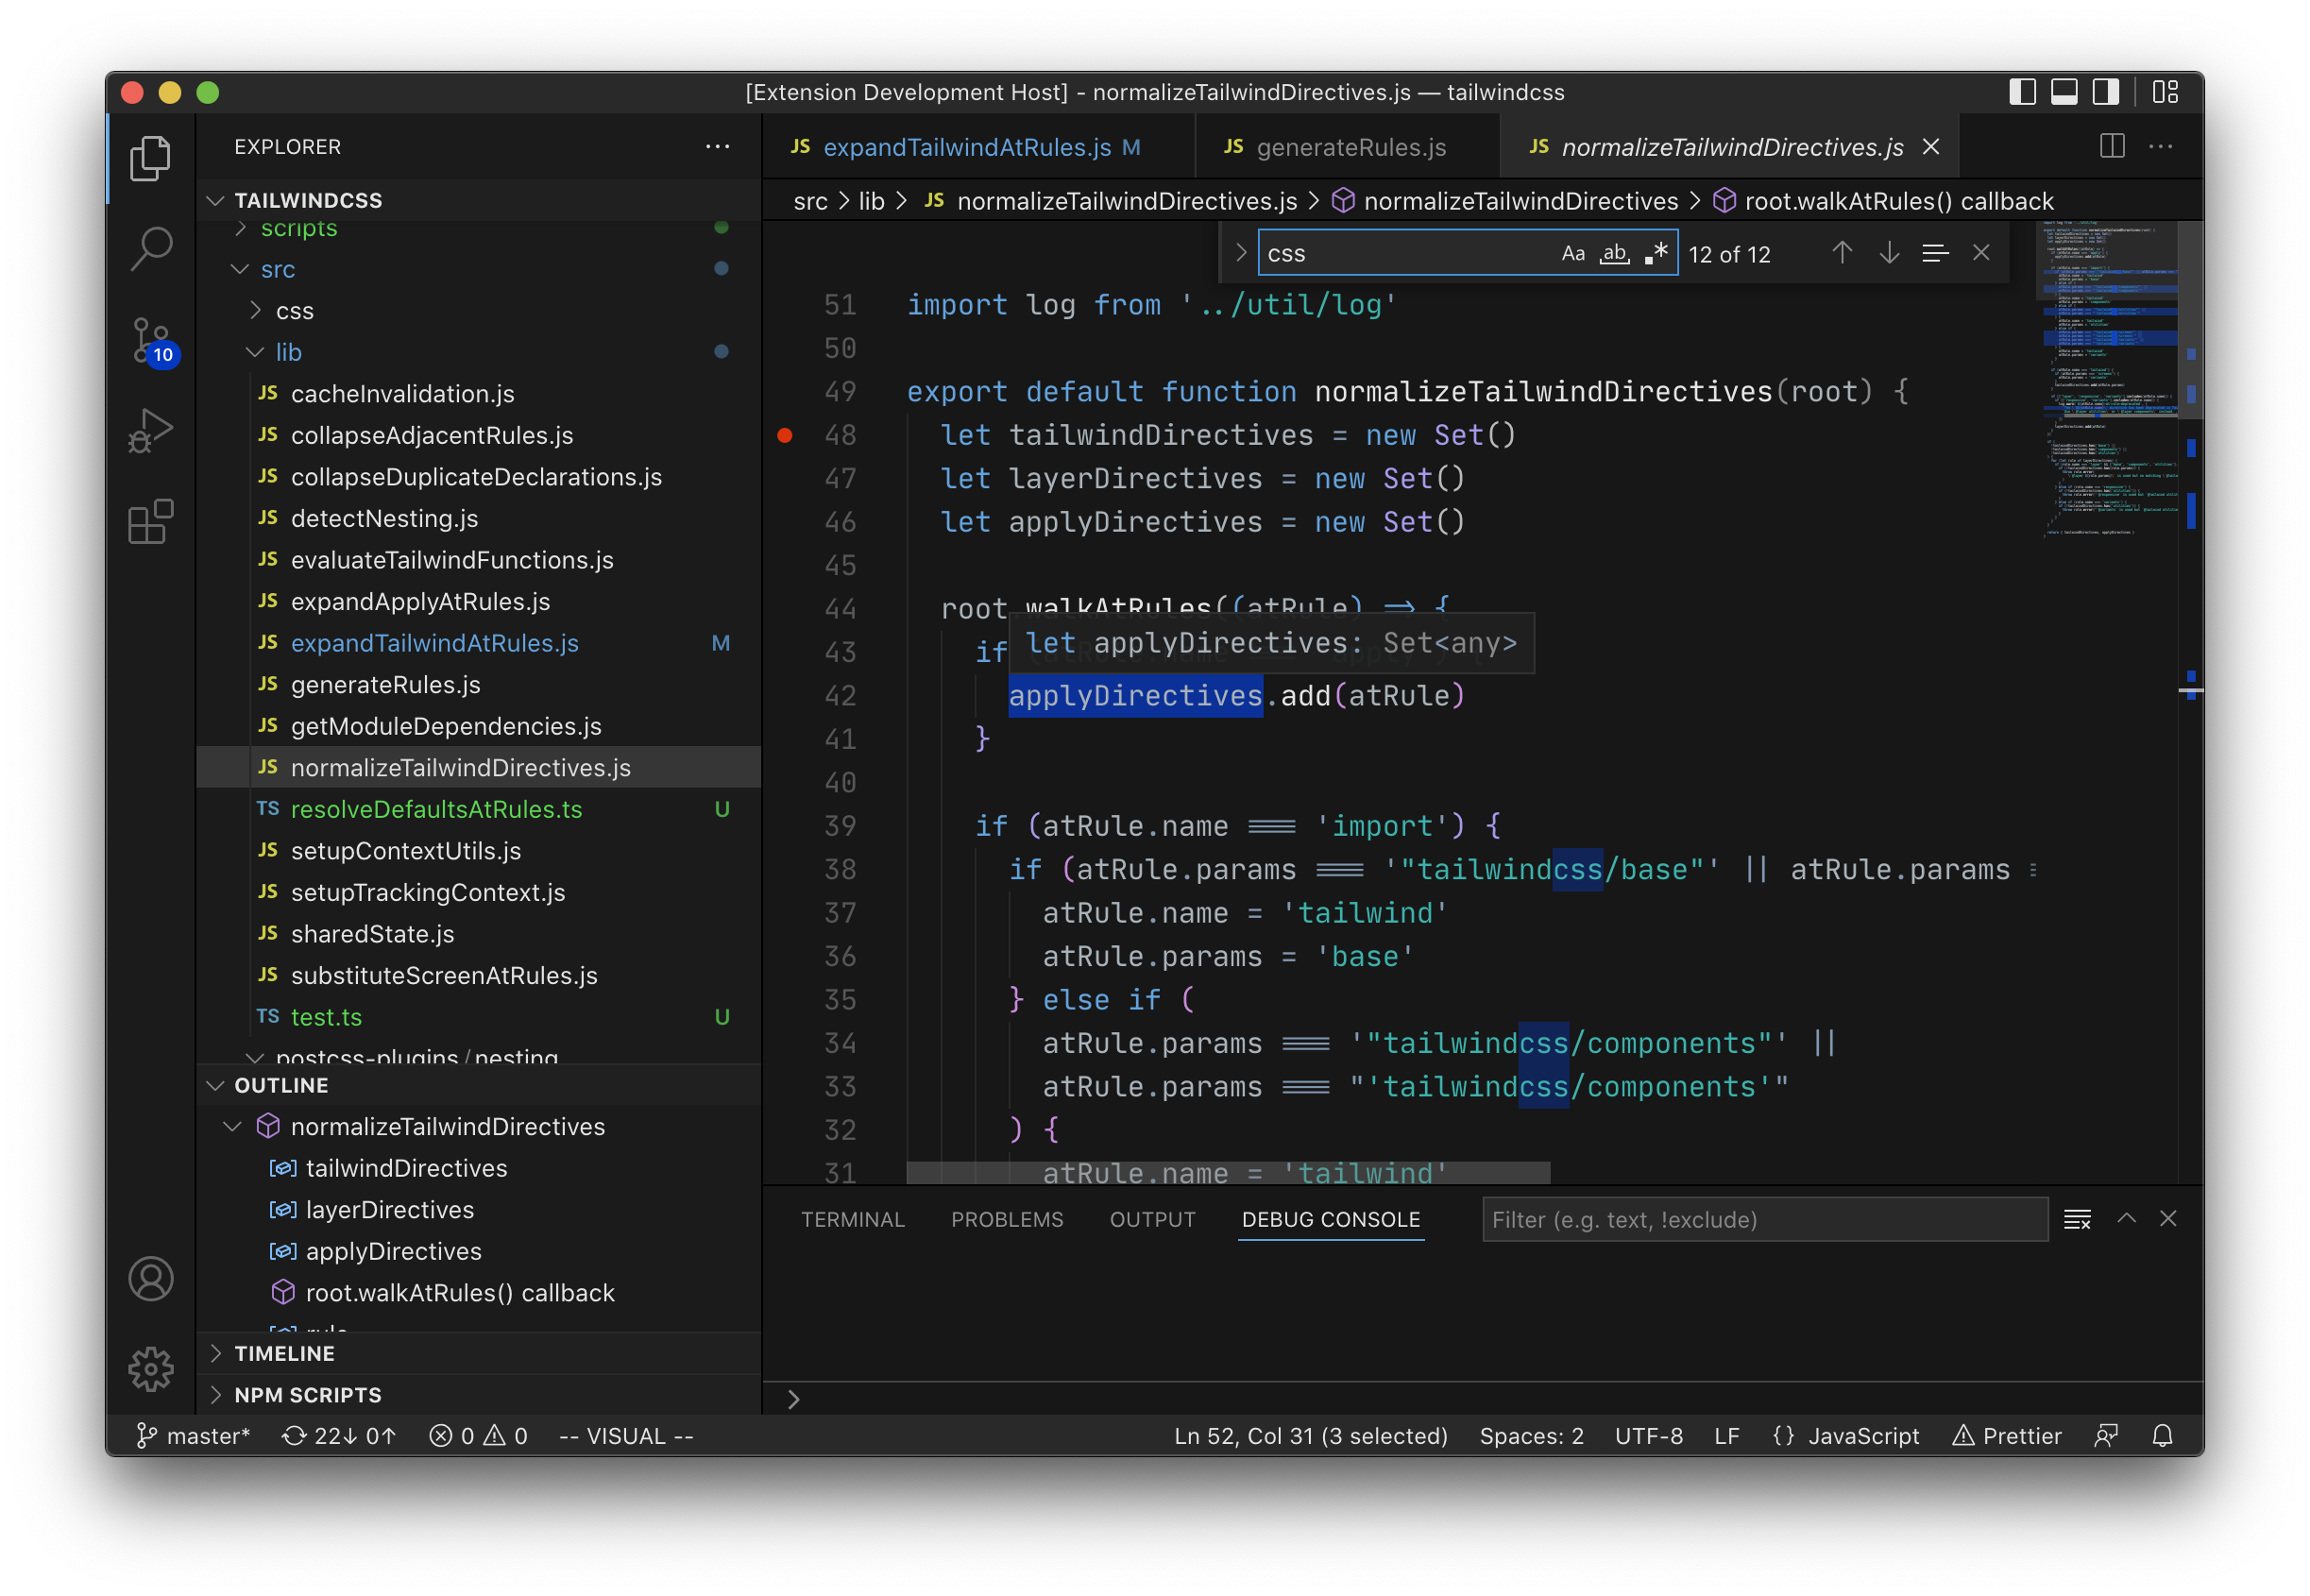 [Extension Development Host] - normalizeTailwindDirectives.js — tailwindcss
EXPLORER
TAILWINDCSS
scripts
src
css
lib
JS cacheInvalidation.js
JS collapseAdjacentRules.js
JS collapseDuplicateDeclarations.js
JS detectNesting.js
JS evaluateTailwindFunctions.js
JS expandApplyAtRules.js
JS expandTailwindAtRules.js M
JS generateRules.js
JS getModuleDependencies.js
JS normalizeTailwindDirectives.js
TS resolveDefaultsAtRules.ts U
JS setupContextUtils.js
JS setupTrackingContext.js
JS sharedState.js
JS substituteScreenAtRules.js
TS test.ts U
postcss-plugins / nesting
OUTLINE
normalizeTailwindDirectives
tailwindDirectives
layerDirectives
applyDirectives
root.walkAtRules() callback
rule
TIMELINE
NPM SCRIPTS
10
JS expandTailwindAtRules.js M
JS generateRules.js
JS normalizeTailwindDirectives.js
src > lib > JS normalizeTailwindDirectives.js > normalizeTailwindDirectives > root.walkAtRules() callback
css Aa ab .* 12 of 12
51 import log from '../util/log'
50
49 export default function normalizeTailwindDirectives(root) {
48 let tailwindDirectives = new Set()
47 let layerDirectives = new Set()
46 let applyDirectives = new Set()
45
44 root.walkAtRules((atRule) => {
let applyDirectives: Set<any>
43 if
42 applyDirectives.add(atRule)
41 }
40
39 if (atRule.name === 'import') {
38 if (atRule.params === '"tailwindcss/base"' || atRule.params =
37 atRule.name = 'tailwind'
36 atRule.params = 'base'
35 } else if (
34 atRule.params === '"tailwindcss/components"' ||
33 atRule.params === "'tailwindcss/components'"
32 ) {
31 atRule.name = 'tailwind'
TERMINAL PROBLEMS OUTPUT DEBUG CONSOLE Filter (e.g. text, !exclude)
>
master* 22↓ 0↑ 0 0 -- VISUAL -- Ln 52, Col 31 (3 selected) Spaces: 2 UTF-8 LF {} JavaScript Prettier